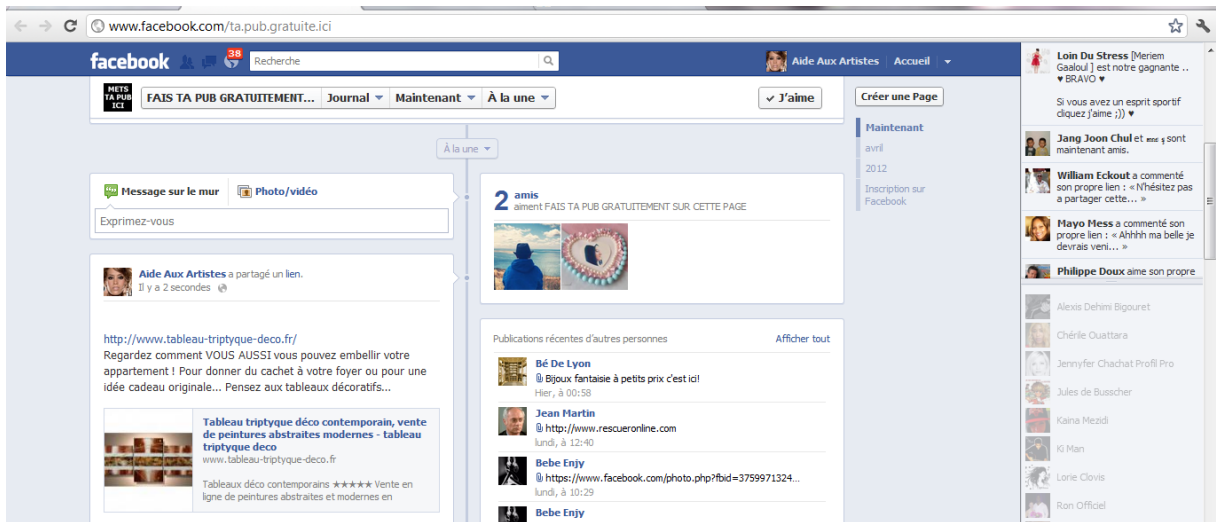 www.facebook.com/ta.pub.gratuite.ici
facebook
38
Recherche
Aide Aux Artistes
Accueil
METS
TA PUB
ICI
FAIS TA PUB GRATUITEMENT...
Journal
Maintenant
À la une
✓ J'aime
Créer une Page
Maintenant
avril
2012
Inscription sur
Facebook
À la une
Message sur le mur
Photo/vidéo
Exprimez-vous
Aide Aux Artistes a partagé un lien.
Il y a 2 secondes
http://www.tableau-triptyque-deco.fr/
Regardez comment VOUS AUSSI vous pouvez embellir votre
appartement ! Pour donner du cachet à votre foyer ou pour une
idée cadeau originale... Pensez aux tableaux décoratifs...
Tableau triptyque déco contemporain, vente
de peintures abstraites modernes - tableau
triptyque deco
www.tableau-triptyque-deco.fr
Tableaux déco contemporains ★★★★★ Vente en
ligne de peintures abstraites et modernes en
2 amis
aiment FAIS TA PUB GRATUITEMENT SUR CETTE PAGE
Publications récentes d'autres personnes
Afficher tout
Bé De Lyon
Bijoux fantaisie à petits prix c'est ici!
Hier, à 00:58
Jean Martin
http://www.rescueronline.com
lundi, à 12:40
Bebe Enjy
https://www.facebook.com/photo.php?fbid=3759971324...
lundi, à 10:29
Bebe Enjy
Loin Du Stress [Meriem
Gaaloul ] est notre gagnante ..
♥ BRAVO ♥
Si vous avez un esprit sportif
cliquez j'aime ;)) ♥
Jang Joon Chul et sont
maintenant amis.
William Eckout a commenté
son propre lien : « N'hésitez pas
a partager cette... »
Mayo Mess a commenté son
propre lien : « Ahhhh ma belle je
devrais veni... »
Philippe Doux aime son propre
Alexis Dehimi Bigouret
Chérile Ouattara
Jennyfer Chachat Profil Pro
Jules de Busscher
Kaina Mezidi
Ki Man
Lorie Clovis
Ron Officiel